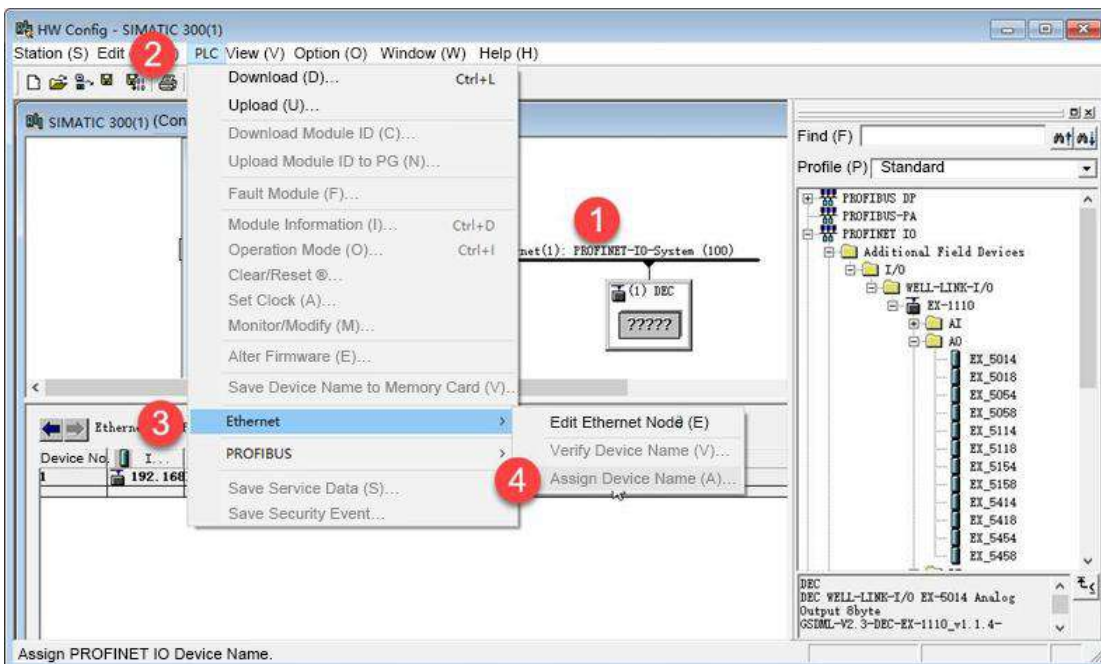 HW Config - SIMATIC 300(1)
Station (S) Edit 2 PLC View (V) Option (O) Window (W) Help (H)
SIMATIC 300(1) (Con
Download (D)... Ctrl+L
Upload (U)...
Download Module ID (C)...
Upload Module ID to PG (N)...
Fault Module (F)...
Module Information (I)... Ctrl+D
Operation Mode (O)... Ctrl+I
Clear/Reset ®...
Set Clock (A)...
Monitor/Modify (M)...
Alter Firmware (E)...
Save Device Name to Memory Card (V)..
Ethernet >
PROFIBUS >
Save Service Data (S)...
Save Security Event...
1
net(1): PROFINET-IO-System (100)
(1) DEC
?????
3
Ethern
Edit Ethernet Node (E)
Verify Device Name (V)...
4 Assign Device Name (A)...
Device No. I...
1 192.168
Find (F)
Profile (P) Standard
PROFIBUS DP
PROFIBUS-PA
PROFINET IO
Additional Field Devices
I/O
WELL-LINK-I/O
EX-1110
AI
AO
EX_5014
EX_5018
EX_5054
EX_5058
EX_5114
EX_5118
EX_5154
EX_5158
EX_5414
EX_5418
EX_5454
EX_5458
DEC
DEC WELL-LINK-I/O EX-5014 Analog
Output 8byte
GSDML-V2.3-DEC-EX-1110_v1.1.4-
Assign PROFINET IO Device Name.